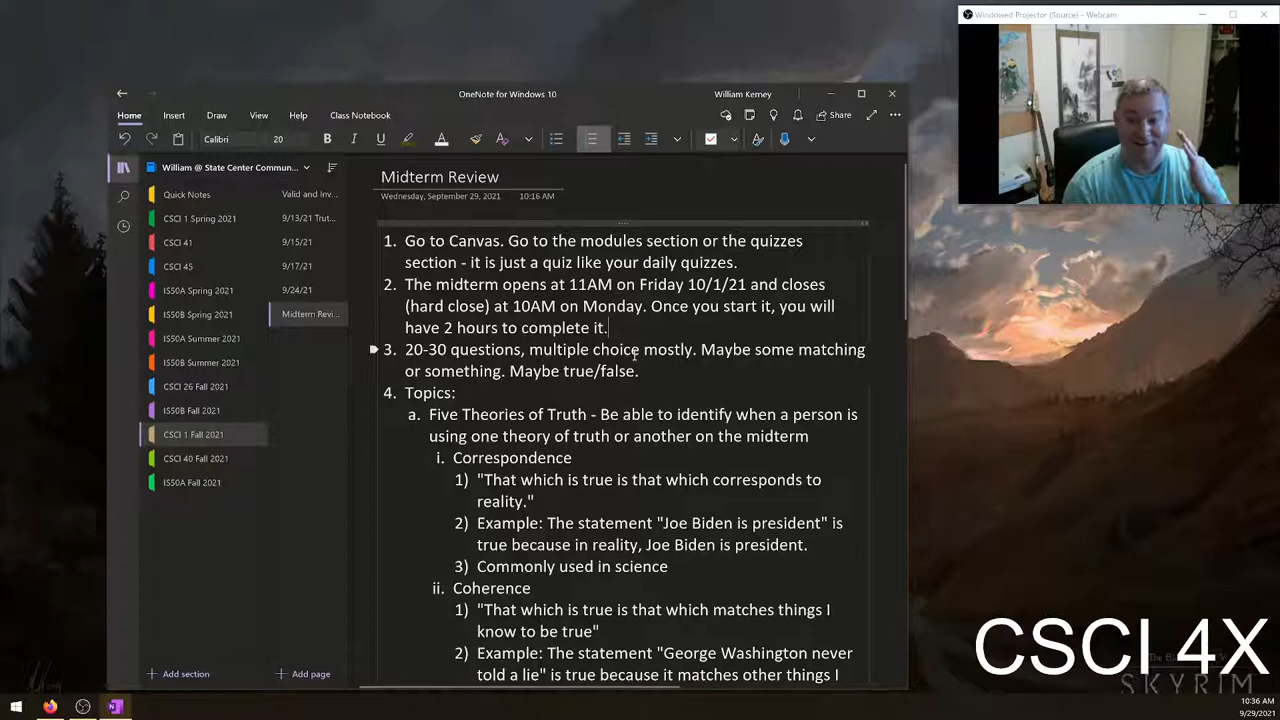 Windowed Projector (Source) - Webcam
OneNote for Windows 10
William Kerney
Home
Insert
Draw
View
Help
Class Notebook
Share
Calibri
20
B
I
U
A
William @ State Center Commun...
Quick Notes
CSCI 1 Spring 2021
CSCI 41
CSCI 45
IS50A Spring 2021
IS50B Spring 2021
IS50A Summer 2021
IS50B Summer 2021
CSCI 26 Fall 2021
IS50B Fall 2021
CSCI 1 Fall 2021
CSCI 40 Fall 2021
IS50A Fall 2021
Add section
Valid and Inv...
9/13/21 Trut...
9/15/21
9/17/21
9/24/21
Midterm Revi...
Add page
Midterm Review
Wednesday, September 29, 2021 10:16 AM
1. Go to Canvas. Go to the modules section or the quizzes
section - it is just a quiz like your daily quizzes.
2. The midterm opens at 11AM on Friday 10/1/21 and closes
(hard close) at 10AM on Monday. Once you start it, you will
have 2 hours to complete it.
3. 20-30 questions, multiple choice mostly. Maybe some matching
or something. Maybe true/false.
4. Topics:
a. Five Theories of Truth - Be able to identify when a person is
using one theory of truth or another on the midterm
i. Correspondence
1) "That which is true is that which corresponds to
reality."
2) Example: The statement "Joe Biden is president" is
true because in reality, Joe Biden is president.
3) Commonly used in science
ii. Coherence
1) "That which is true is that which matches things I
know to be true"
2) Example: The statement "George Washington never
told a lie" is true because it matches other things I
CSCI 4X
SKYRIM
10:36 AM
9/29/2021